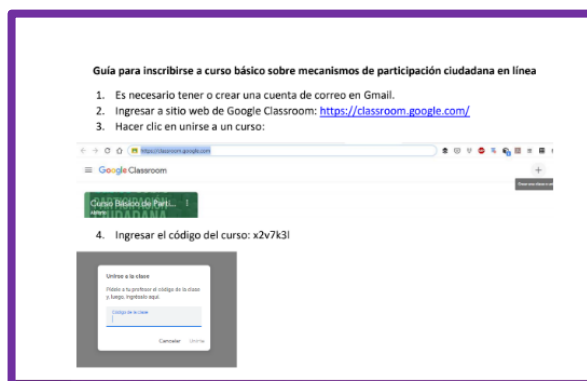 Guía para inscribirse a curso básico sobre mecanismos de participación ciudadana en línea
1. Es necesario tener o crear una cuenta de correo en Gmail.
2. Ingresar a sitio web de Google Classroom: https://classroom.google.com/
3. Hacer clic en unirse a un curso:
https://classroom.google.com
Google Classroom
Curso Básico de Parti...
4. Ingresar el código del curso: x2v7k3l
Unirse a la clase
Pídele a tu profesor el código de la clase
y, luego, ingrésalo aquí.
Código de la clase
Cancelar Unirte